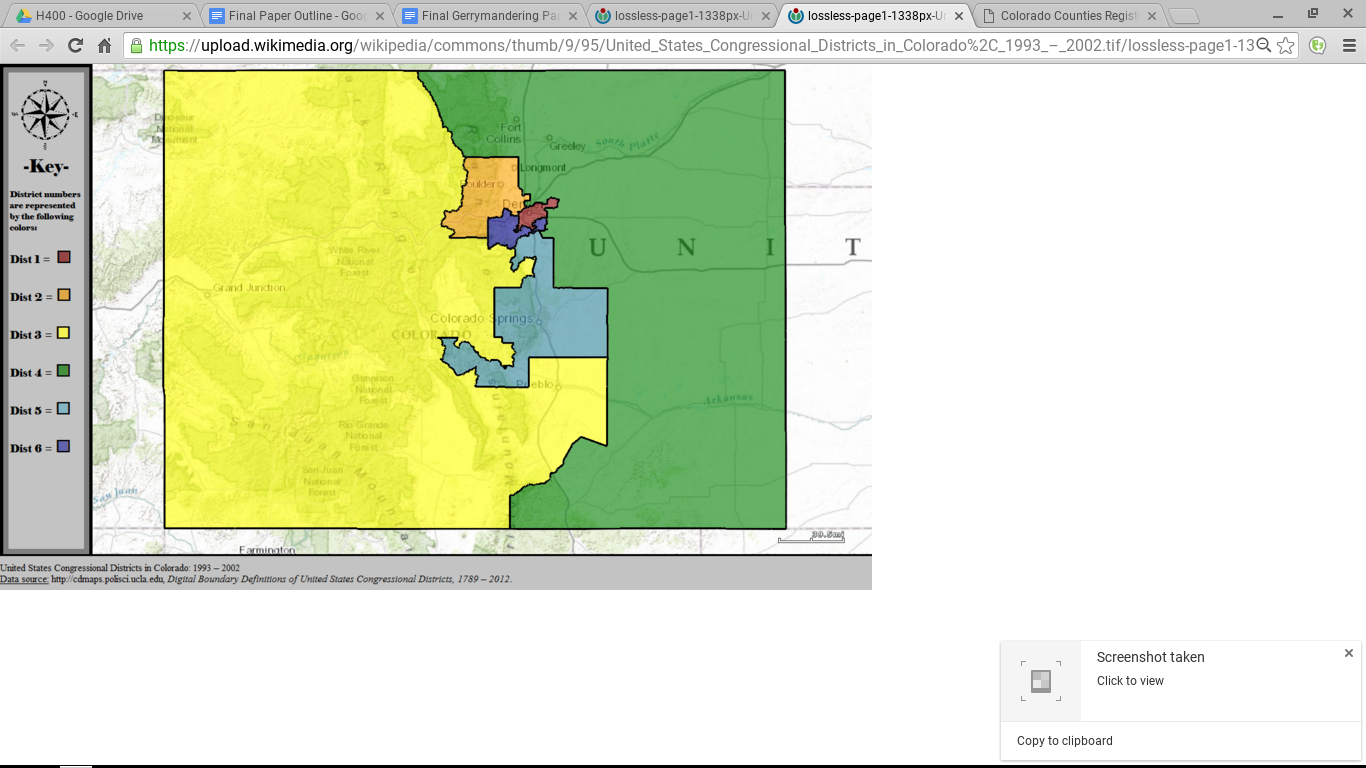 H400 - Google Drive
Final Paper Outline - Goog
Final Gerrymandering Pa
lossless-page1-1338px-U
lossless-page1-1338px-U
Colorado Counties Regist
https://upload.wikimedia.org/wikipedia/commons/thumb/9/95/United_States_Congressional_Districts_in_Colorado%2C_1993_–_2002.tif/lossless-page1-13
-Key-
District numbers
are represented
by the following
colors:
Dist 1 =
Dist 2 =
Dist 3 =
Dist 4 =
Dist 5 =
Dist 6 =
Dinosaur
National
Monument
Fort
Collins
Greeley
South Platte
Longmont
oulder
Den
U N I T
White River
National
Forest
Grand Junction
Colorado Springs
COLORADO
Gunnison
National
Forest
Pueblo
Arkansas
Rio Grande
National
Forest
San Juan
National
Forest
San Juan
Farmington
39.5mi
United States Congressional Districts in Colorado: 1993 – 2002
Data source: http://cdmaps.polisci.ucla.edu, Digital Boundary Definitions of United States Congressional Districts, 1789 – 2012.
Screenshot taken
Click to view
Copy to clipboard